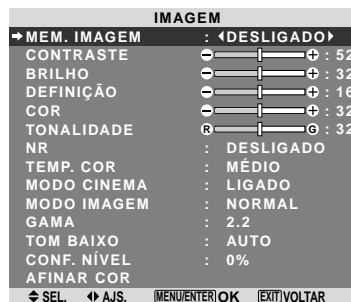 IMAGEM
MEM. IMAGEM : DESLIGADO
CONTRASTE : 52
BRILHO : 32
DEFINIÇÃO : 16
COR : 32
TONALIDADE R G : 32
NR : DESLIGADO
TEMP. COR : MÉDIO
MODO CINEMA : LIGADO
MODO IMAGEM : NORMAL
GAMA : 2.2
TOM BAIXO : AUTO
CONF. NÍVEL : 0%
AFINAR COR
SEL. AJS. MENU/ENTER OK EXIT VOLTAR